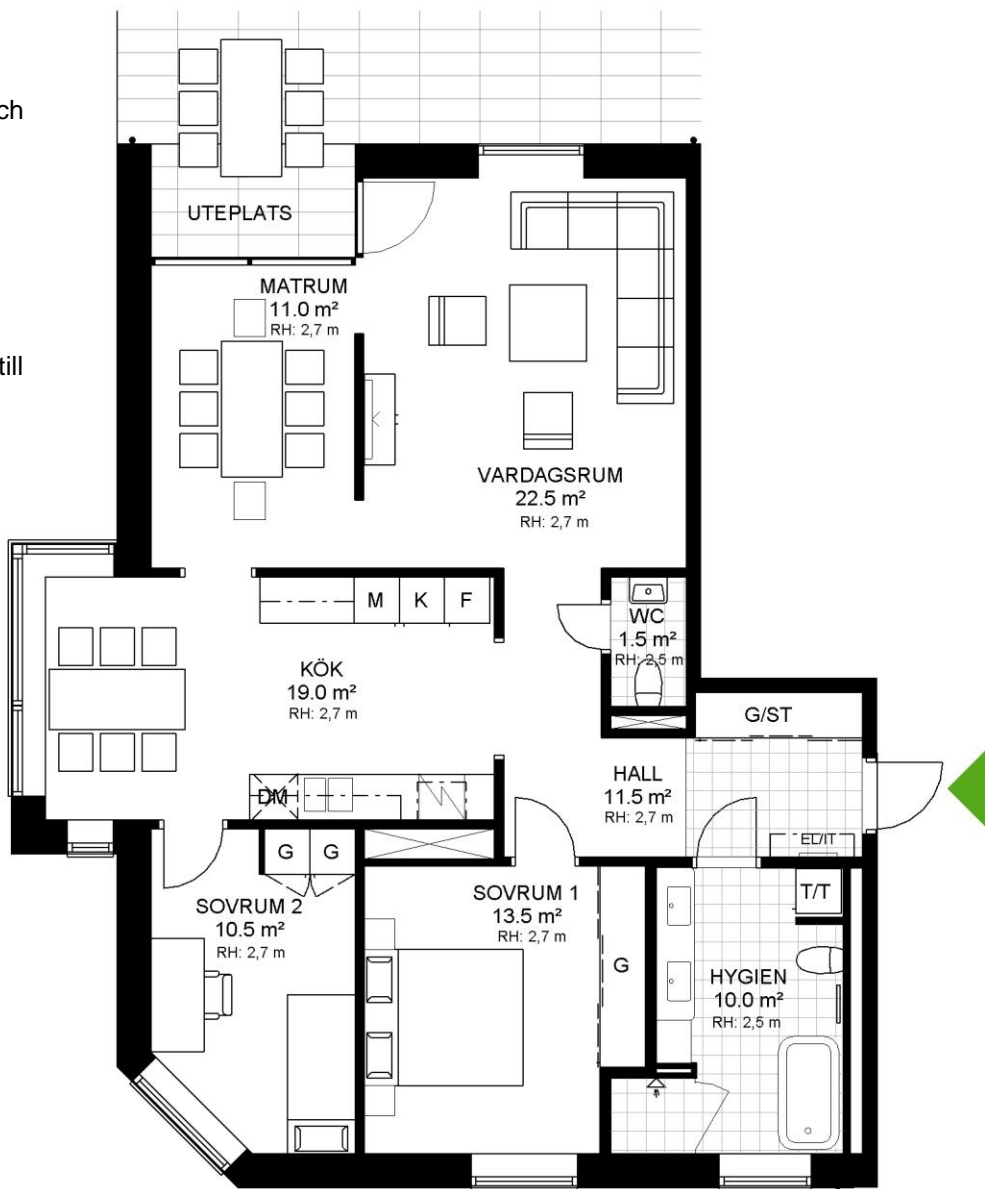 ch
UTEPLATS
MATRUM
11.0 m²
RH: 2,7 m
till
VARDAGSRUM
22.5 m²
RH: 2,7 m
M K F
WC
1.5 m²
RH: 2,5 m
KÖK
19.0 m²
RH: 2,7 m
G/ST
HALL
11.5 m²
RH: 2,7 m
DM
EL/IT
G G
T/T
SOVRUM 2
10.5 m²
RH: 2,7 m
SOVRUM 1
13.5 m²
RH: 2,7 m
G
HYGIEN
10.0 m²
RH: 2,5 m